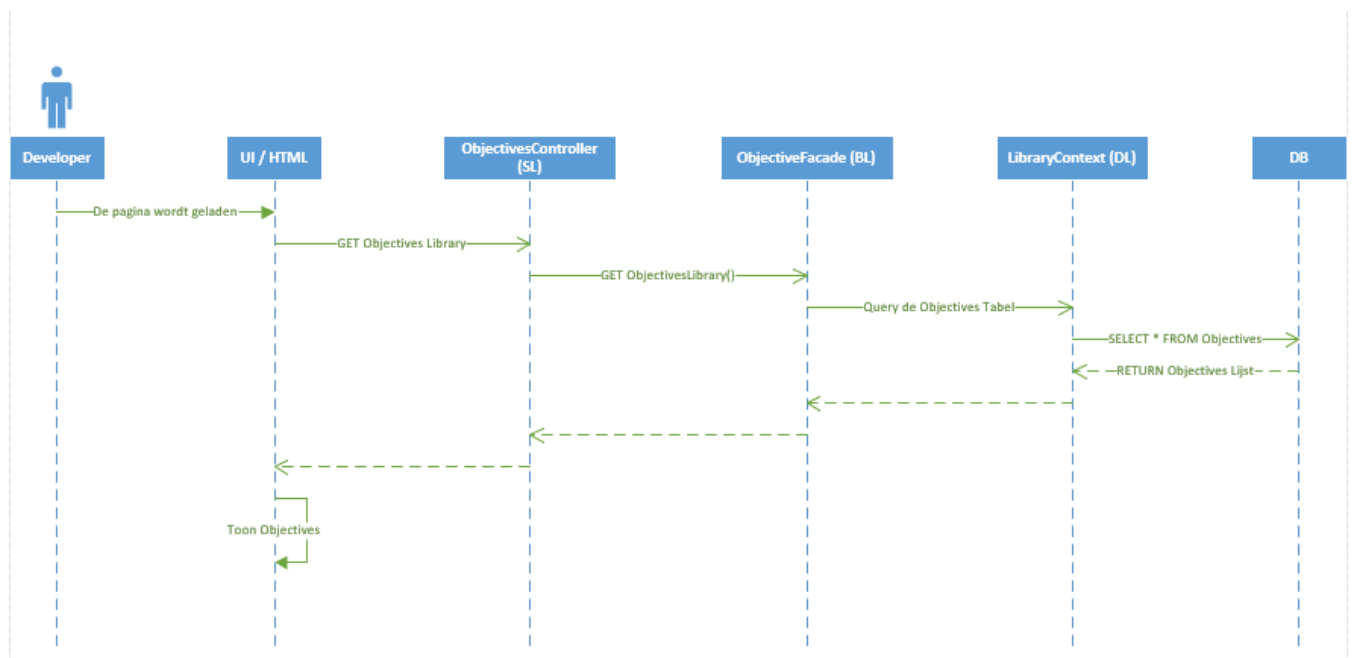 Developer
UI / HTML
ObjectivesController
(SL)
ObjectiveFacade (BL)
LibraryContext (DL)
DB
De pagina wordt geladen
GET Objectives Library
GET ObjectivesLibrary()
Query de Objectives Tabel
SELECT * FROM Objectives
RETURN Objectives Lijst
Toon Objectives